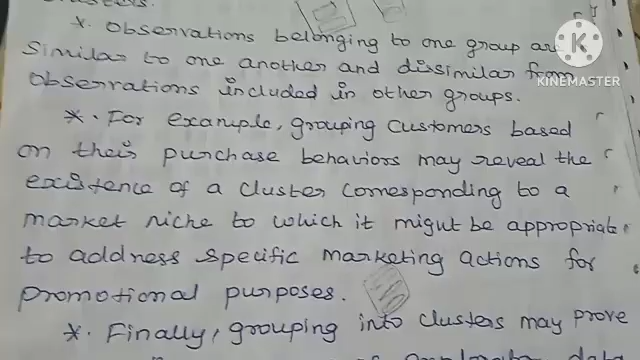 clusters.
*. Observations belonging to one group are
similar to one another and dissimilar from
observations included in other groups.
*. For example, grouping customers based
on their purchase behaviors may reveal the
existence of a cluster corresponding to a
market niche to which it might be appropriate
to address specific marketing actions for
promotional purposes.
*. Finally, grouping into clusters may prove
data
KINEMASTER